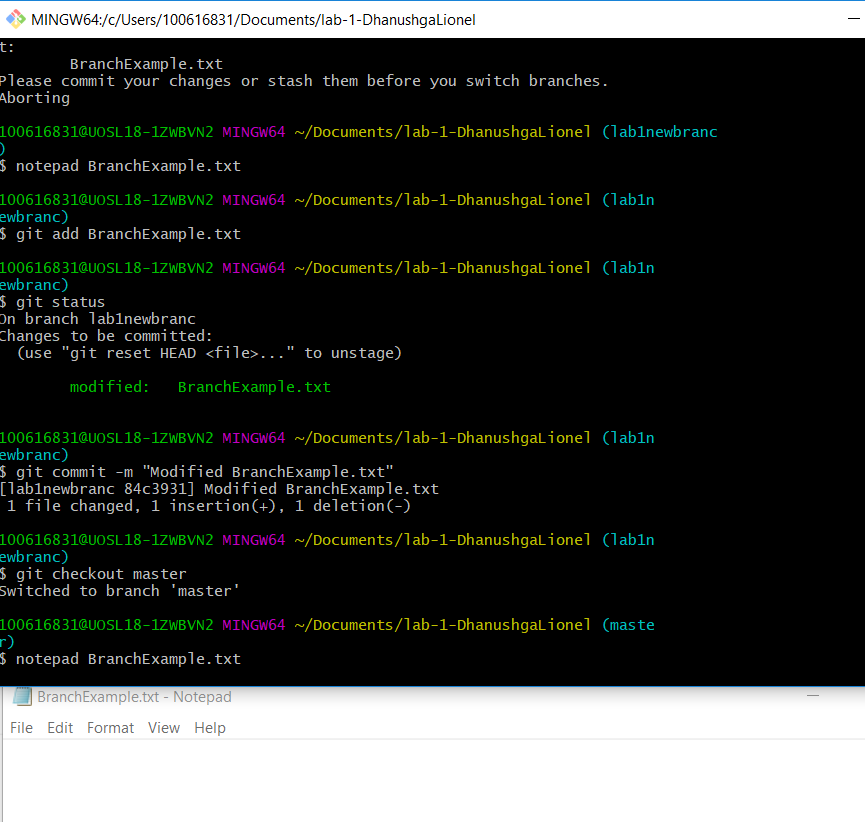 MINGW64:/c/Users/100616831/Documents/lab-1-DhanushgaLionel
t:
        BranchExample.txt
Please commit your changes or stash them before you switch branches.
Aborting
100616831@UOSL18-1ZWBVN2 MINGW64 ~/Documents/lab-1-DhanushgaLionel (lab1newbranc
)
$ notepad BranchExample.txt
100616831@UOSL18-1ZWBVN2 MINGW64 ~/Documents/lab-1-DhanushgaLionel (lab1n
ewbranc)
$ git add BranchExample.txt
100616831@UOSL18-1ZWBVN2 MINGW64 ~/Documents/lab-1-DhanushgaLionel (lab1n
ewbranc)
$ git status
On branch lab1newbranc
Changes to be committed:
  (use "git reset HEAD <file>..." to unstage)
        modified:   BranchExample.txt
100616831@UOSL18-1ZWBVN2 MINGW64 ~/Documents/lab-1-DhanushgaLionel (lab1n
ewbranc)
$ git commit -m "Modified BranchExample.txt"
[lab1newbranc 84c3931] Modified BranchExample.txt
 1 file changed, 1 insertion(+), 1 deletion(-)
100616831@UOSL18-1ZWBVN2 MINGW64 ~/Documents/lab-1-DhanushgaLionel (lab1n
ewbranc)
$ git checkout master
Switched to branch 'master'
100616831@UOSL18-1ZWBVN2 MINGW64 ~/Documents/lab-1-DhanushgaLionel (maste
r)
$ notepad BranchExample.txt
BranchExample.txt - Notepad
File Edit Format View Help